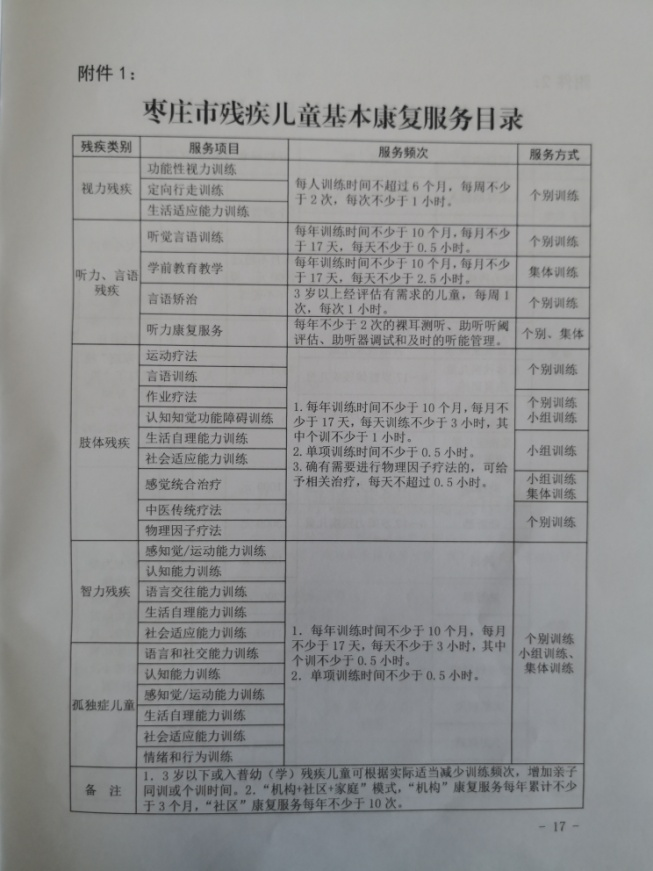 附件1：
枣庄市残疾儿童基本康复服务目录
残疾类别 服务项目 服务频次 服务方式
视力残疾
功能性视力训练
定向行走训练
生活适应能力训练
每人训练时间不超过6个月，每周不少
于2次，每次不少于1小时。
个别训练
听力、言语
残疾
听觉言语训练
每年训练时间不少于10个月，每月不少
于17天，每天不少于0.5小时。
个别训练
学前教育教学
每年训练时间不少于10个月，每月不少
于17天，每天不少于2.5小时。
集体训练
言语矫治
3岁以上经评估有需求的儿童，每周1
次，每次1小时。
个别训练
听力康复服务
每年不少于2次的裸耳测听、助听听阈
评估、助听器调试和及时的听能管理。
个别、集体
肢体残疾
运动疗法
言语训练
作业疗法
认知知觉功能障碍训练
生活自理能力训练
社会适应能力训练
感觉统合治疗
中医传统疗法
物理因子疗法
1.每年训练时间不少于10个月，每月不
少于17天，每天训练不少于3小时，其
中个训不少于1小时。
2.单项训练时间不少于0.5小时。
3.确有需要进行物理因子疗法的，可给
予相关治疗，每天不超过0.5小时。
个别训练
个别训练
小组训练
小组训练
小组训练
集体训练
个别训练
智力残疾
感知觉/运动能力训练
认知能力训练
语言交往能力训练
生活自理能力训练
社会适应能力训练
孤独症儿童
语言和社交能力训练
认知能力训练
感知觉/运动能力训练
生活自理能力训练
社会适应能力训练
情绪和行为训练
1. 每年训练时间不少于10个月，每月
不少于17天，每天不少于3小时，其中
个训不少于0.5小时。
2. 单项训练时间不少于0.5小时。
个别训练
小组训练、
集体训练
备 注
1、3岁以下或入普幼（学）残疾儿童可根据实际适当减少训练频次，增加亲子
同训或个训时间。2.“机构+社区+家庭”模式，“机构”康复服务每年累计不少
于3个月，“社区”康复服务每年不少于10次。
- 17 -